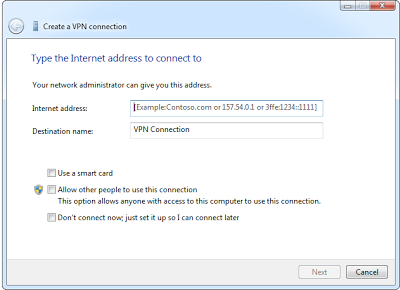 Create a VPN connection
Type the Internet address to connect to
Your network administrator can give you this address.
Internet address: [Example:Contoso.com or 157.54.0.1 or 3ffe:1234::1111]
Destination name: VPN Connection
Use a smart card
Allow other people to use this connection
This option allows anyone with access to this computer to use this connection.
Don't connect now; just set it up so I can connect later
Next Cancel